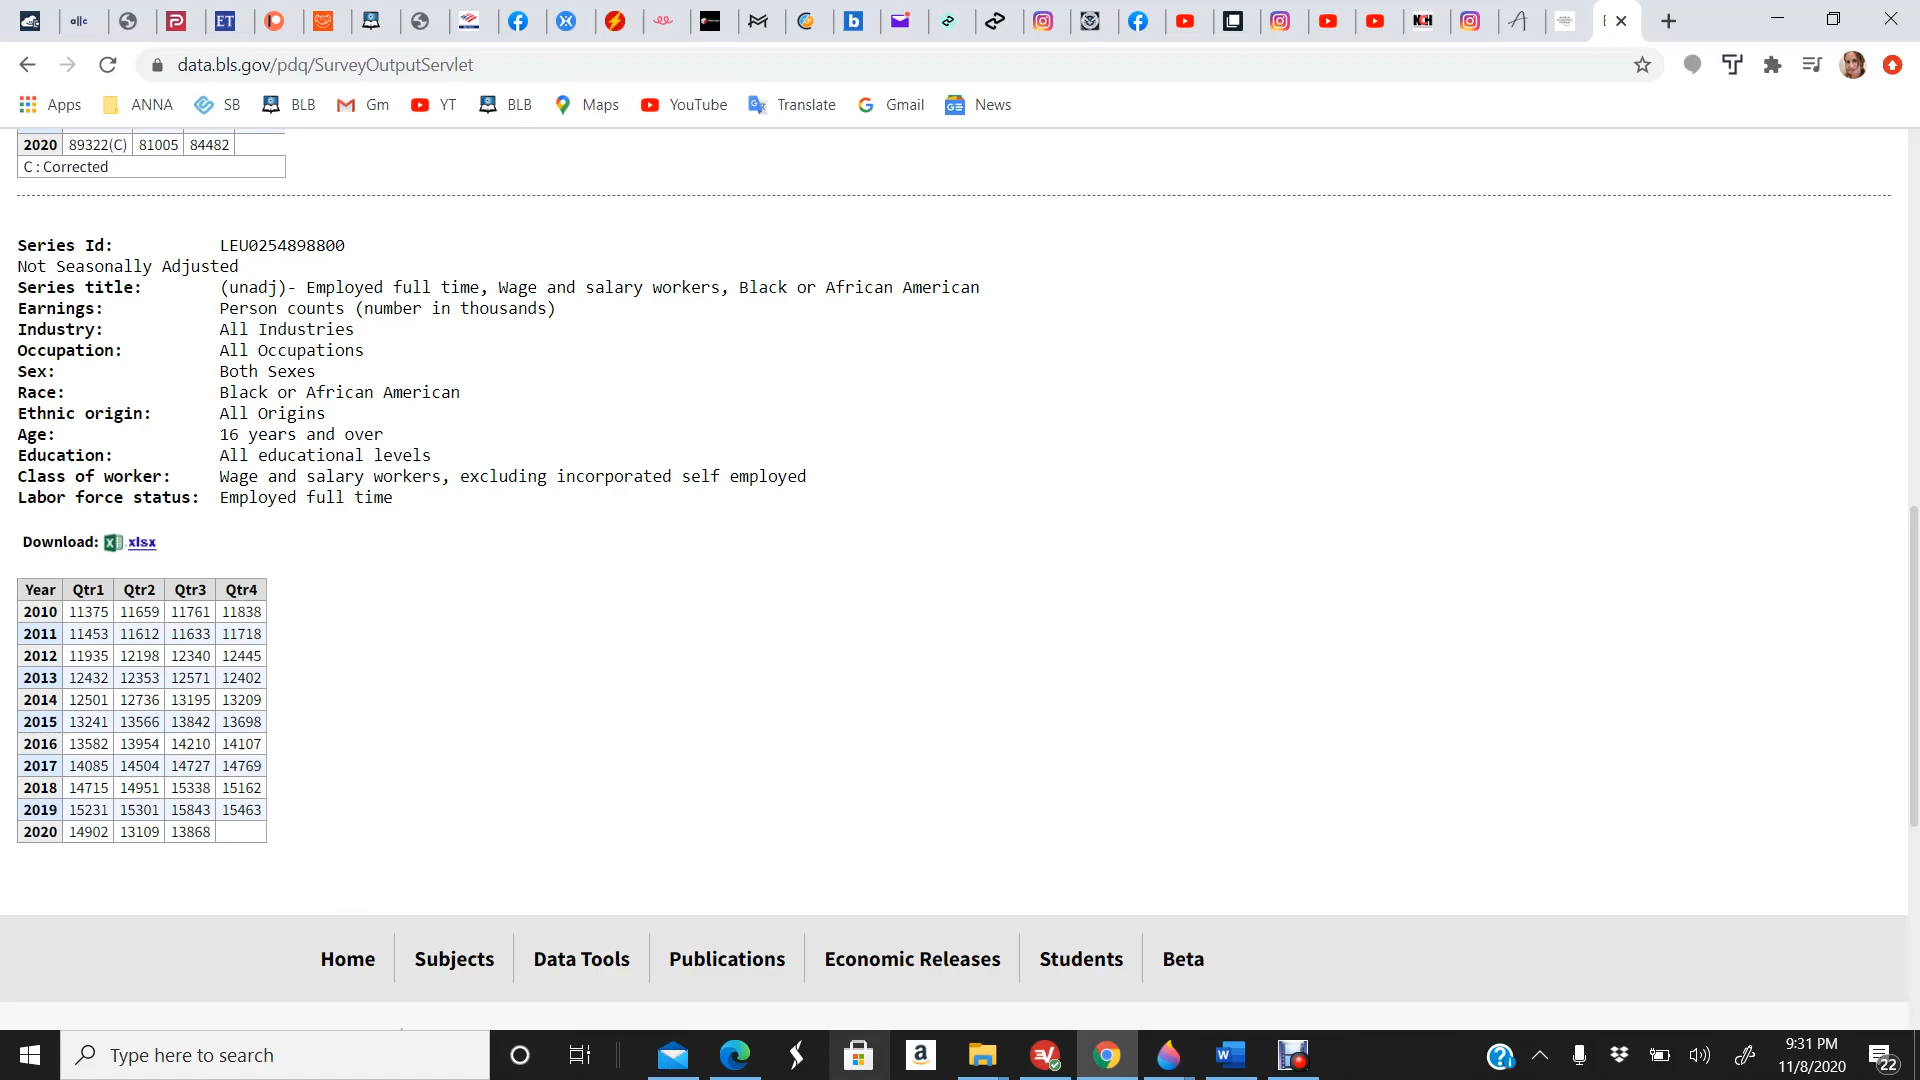 a||c
ET
b
KCH
E
data.bls.gov/pdq/SurveyOutputServlet
Apps ANNA SB BLB Gm YT BLB Maps YouTube Translate Gmail News
2020 89322(C) 81005 84482
C : Corrected
Series Id: LEU0254898800
Not Seasonally Adjusted
Series title: (unadj)- Employed full time, Wage and salary workers, Black or African American
Earnings: Person counts (number in thousands)
Industry: All Industries
Occupation: All Occupations
Sex: Both Sexes
Race: Black or African American
Ethnic origin: All Origins
Age: 16 years and over
Education: All educational levels
Class of worker: Wage and salary workers, excluding incorporated self employed
Labor force status: Employed full time
Download: xlsx
Year Qtr1 Qtr2 Qtr3 Qtr4
2010 11375 11659 11761 11838
2011 11453 11612 11633 11718
2012 11935 12198 12340 12445
2013 12432 12353 12571 12402
2014 12501 12736 13195 13209
2015 13241 13566 13842 13698
2016 13582 13954 14210 14107
2017 14085 14504 14727 14769
2018 14715 14951 15338 15162
2019 15231 15301 15843 15463
2020 14902 13109 13868
Home Subjects Data Tools Publications Economic Releases Students Beta
Type here to search
9:31 PM
11/8/2020
22